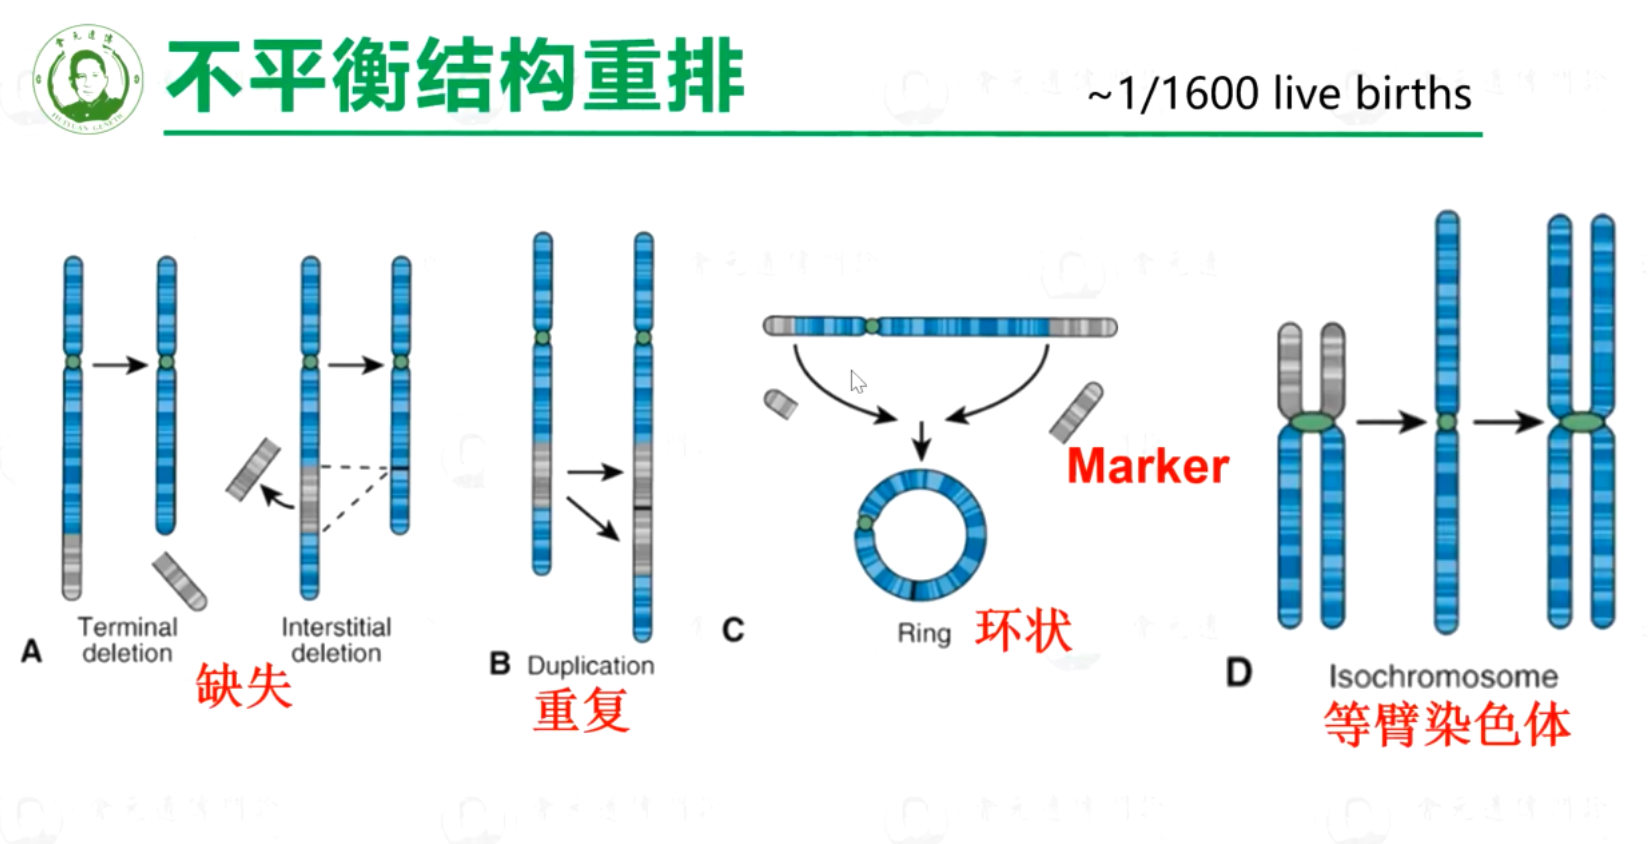 不平衡结构重排
~1/1600 live births
Terminal
deletion
Interstitial
deletion
A
缺失
B Duplication
重复
Marker
C
Ring 环状
D
Isochromosome
等臂染色体